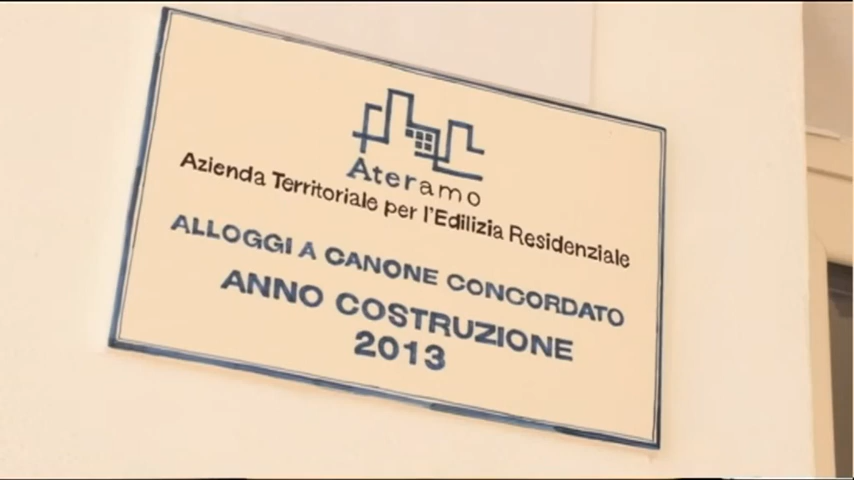 Ateramo
Azienda Territoriale per l'Edilizia Residenziale
ALLOGGI A CANONE CONCORDATO
ANNO COSTRUZIONE
2013